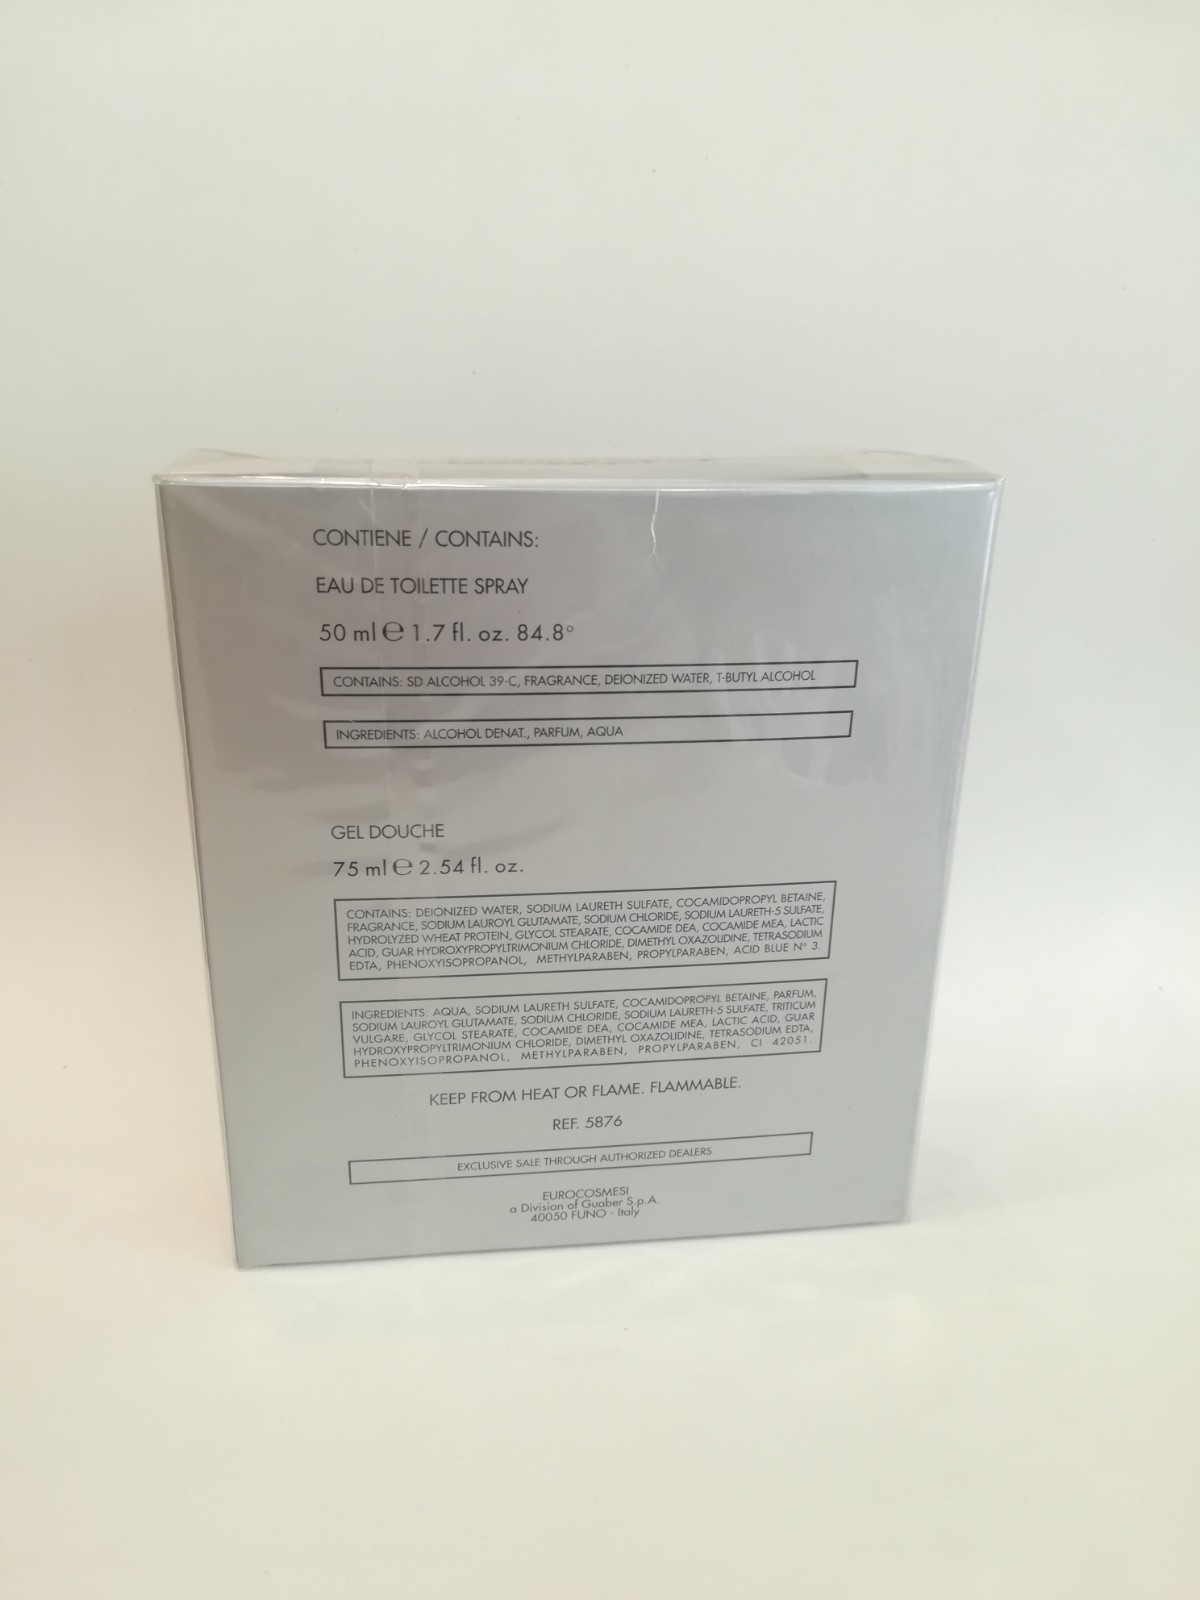 CONTIENE / CONTAINS:
EAU DE TOILETTE SPRAY
50 ml ℮ 1.7 fl. oz. 84.8°
CONTAINS: SD ALCOHOL 39-C, FRAGRANCE, DEIONIZED WATER, T-BUTYL ALCOHOL
INGREDIENTS: ALCOHOL DENAT., PARFUM, AQUA
GEL DOUCHE
75 ml ℮ 2.54 fl. oz.
CONTAINS: DEIONIZED WATER, SODIUM LAURETH SULFATE, COCAMIDOPROPYL BETAINE,
FRAGRANCE, SODIUM LAUROYL GLUTAMATE, SODIUM CHLORIDE, SODIUM LAURETH-5 SULFATE,
HYDROLYZED WHEAT PROTEIN, GLYCOL STEARATE, COCAMIDE DEA, COCAMIDE MEA, LACTIC
ACID, GUAR HYDROXYPROPYLTRIMONIUM CHLORIDE, DIMETHYL OXAZOLIDINE, TETRASODIUM
EDTA, PHENOXYISOPROPANOL, METHYLPARABEN, PROPYLPARABEN, ACID BLUE N° 3.
INGREDIENTS: AQUA, SODIUM LAURETH SULFATE, COCAMIDOPROPYL BETAINE, PARFUM,
SODIUM LAUROYL GLUTAMATE, SODIUM CHLORIDE, SODIUM LAURETH-5 SULFATE, TRITICUM
VULGARE, GLYCOL STEARATE, COCAMIDE DEA, COCAMIDE MEA, LACTIC ACID, GUAR
HYDROXYPROPYLTRIMONIUM CHLORIDE, DIMETHYL OXAZOLIDINE, TETRASODIUM EDTA,
PHENOXYISOPROPANOL, METHYLPARABEN, PROPYLPARABEN, CI 42051.
KEEP FROM HEAT OR FLAME. FLAMMABLE.
REF. 5876
EXCLUSIVE SALE THROUGH AUTHORIZED DEALERS
EUROCOSMESI
a Division of Guaber S.p.A.
40050 FUNO - Italy